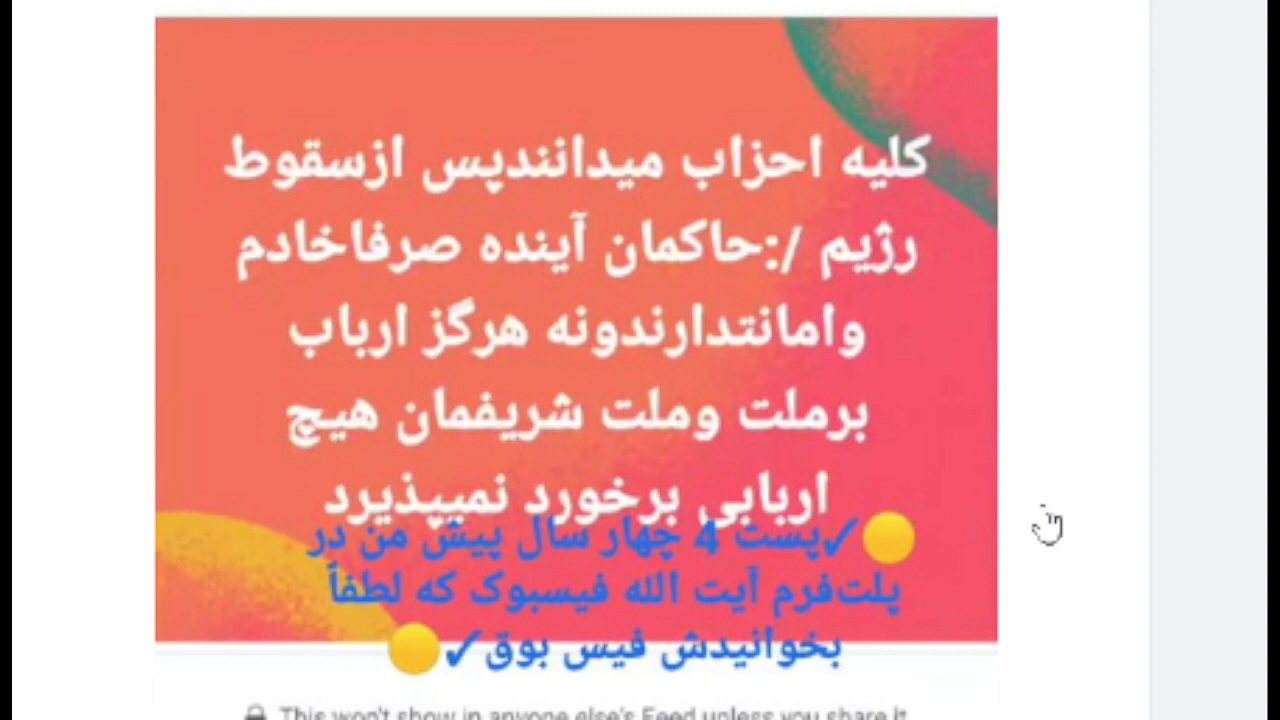 کلیه احزاب میدانندپس ازسقوط
رژیم /:حاکمان آینده صرفاخادم
وامانتدارندونه هرگز ارباب
برملت وملت شریفمان هیچ
اربابی برخورد نمیپذیرد
✓پست 4 چهار سال پیش من در
پلت‌فرم آیت الله فیسبوک که لطفاً
بخوانیدش فیس بوق✓
This won't show in anyone else's Feed unless you share it